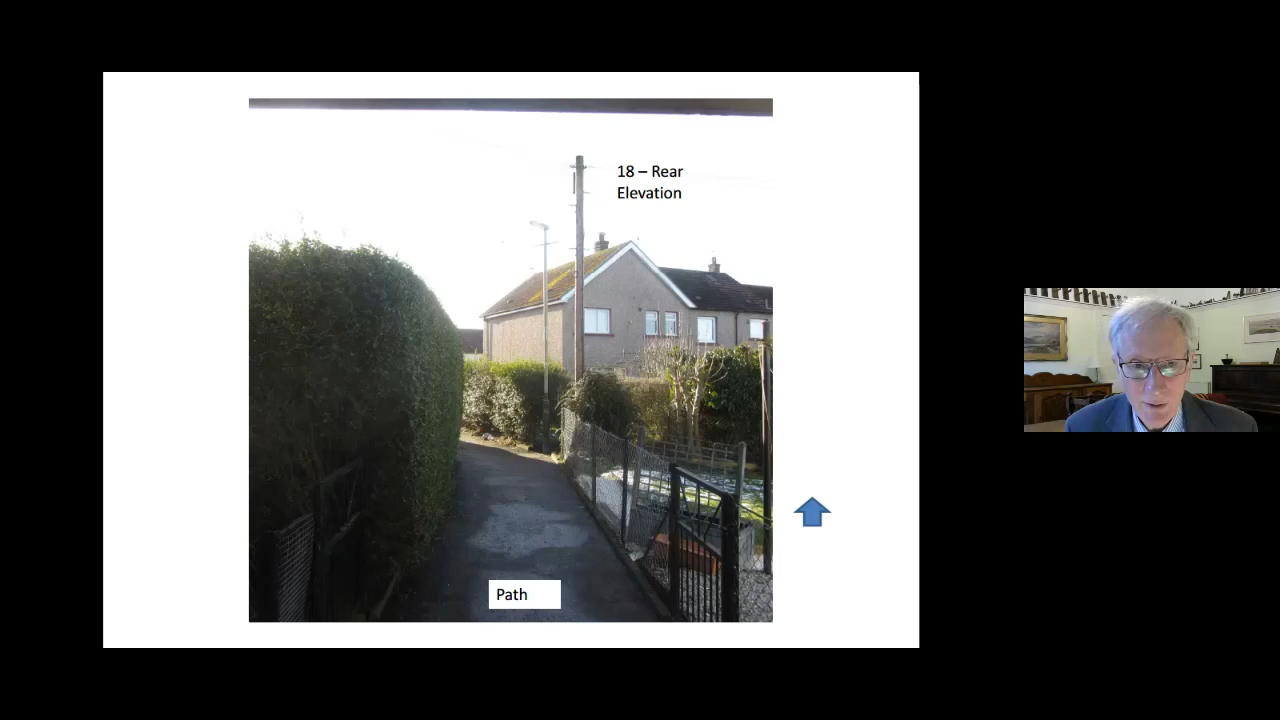 18 – Rear
Elevation
Path